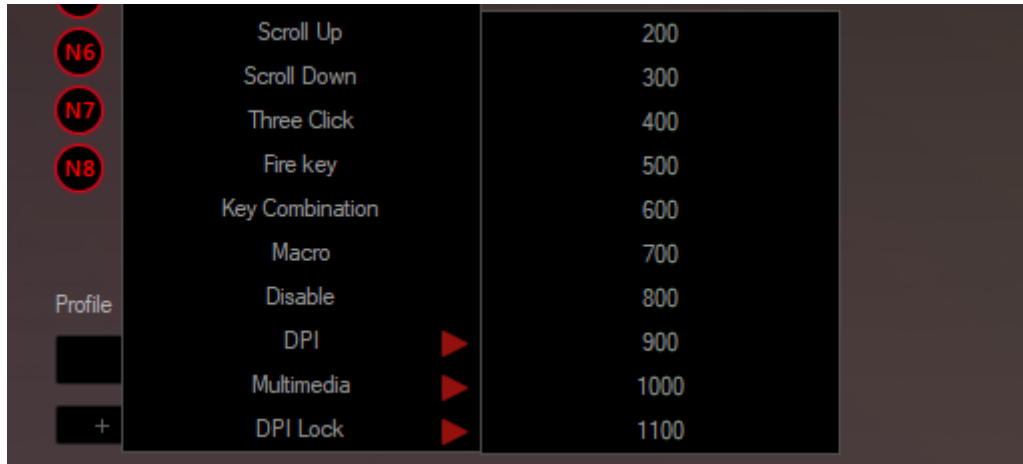 N6
N7
N8
Profile
+
Scroll Up
Scroll Down
Three Click
Fire key
Key Combination
Macro
Disable
DPI
Multimedia
DPI Lock
200
300
400
500
600
700
800
900
1000
1100